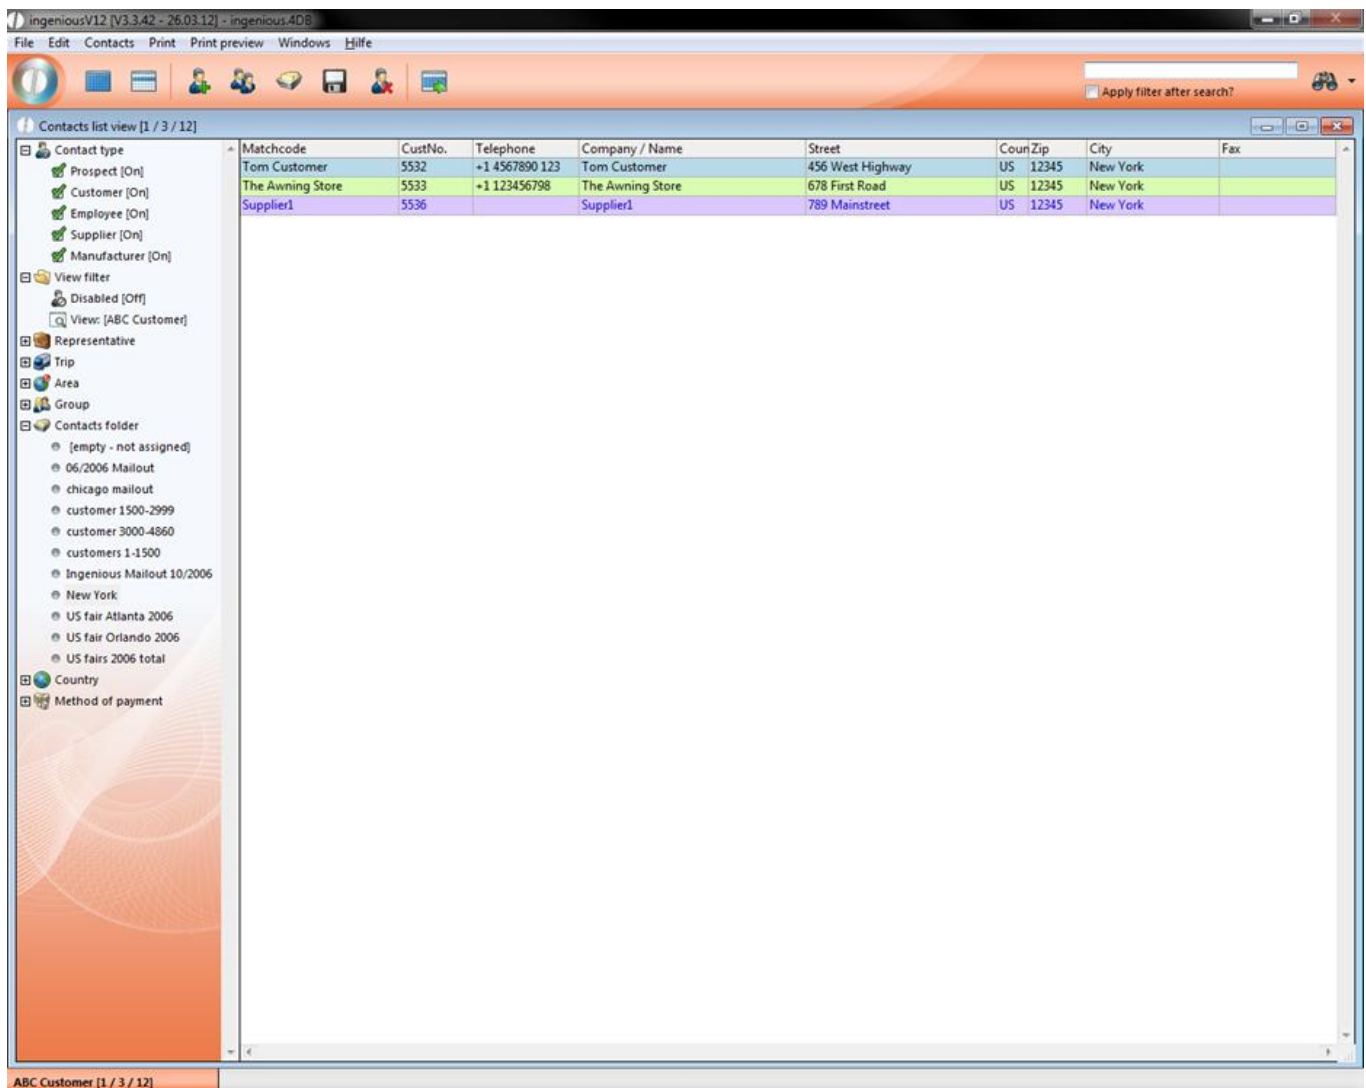 ingeniousV12 [V3.3.42 - 26.03.12] - ingenious.4DB
File Edit Contacts Print Print preview Windows Hilfe
Apply filter after search?
Contacts list view [1 / 3 / 12]
Matchcode CustNo. Telephone Company / Name Street Coun Zip City Fax
Tom Customer 5532 +1 4567890 123 Tom Customer 456 West Highway US 12345 New York
The Awning Store 5533 +1 123456798 The Awning Store 678 First Road US 12345 New York
Supplier1 5536 Supplier1 789 Mainstreet US 12345 New York
Contact type
Prospect [On]
Customer [On]
Employee [On]
Supplier [On]
Manufacturer [On]
View filter
Disabled [Off]
View: [ABC Customer]
Representative
Trip
Area
Group
Contacts folder
[empty - not assigned]
06/2006 Mailout
chicago mailout
customer 1500-2999
customer 3000-4860
customers 1-1500
Ingenious Mailout 10/2006
New York
US fair Atlanta 2006
US fair Orlando 2006
US fairs 2006 total
Country
Method of payment
ABC Customer [1 / 3 / 12]